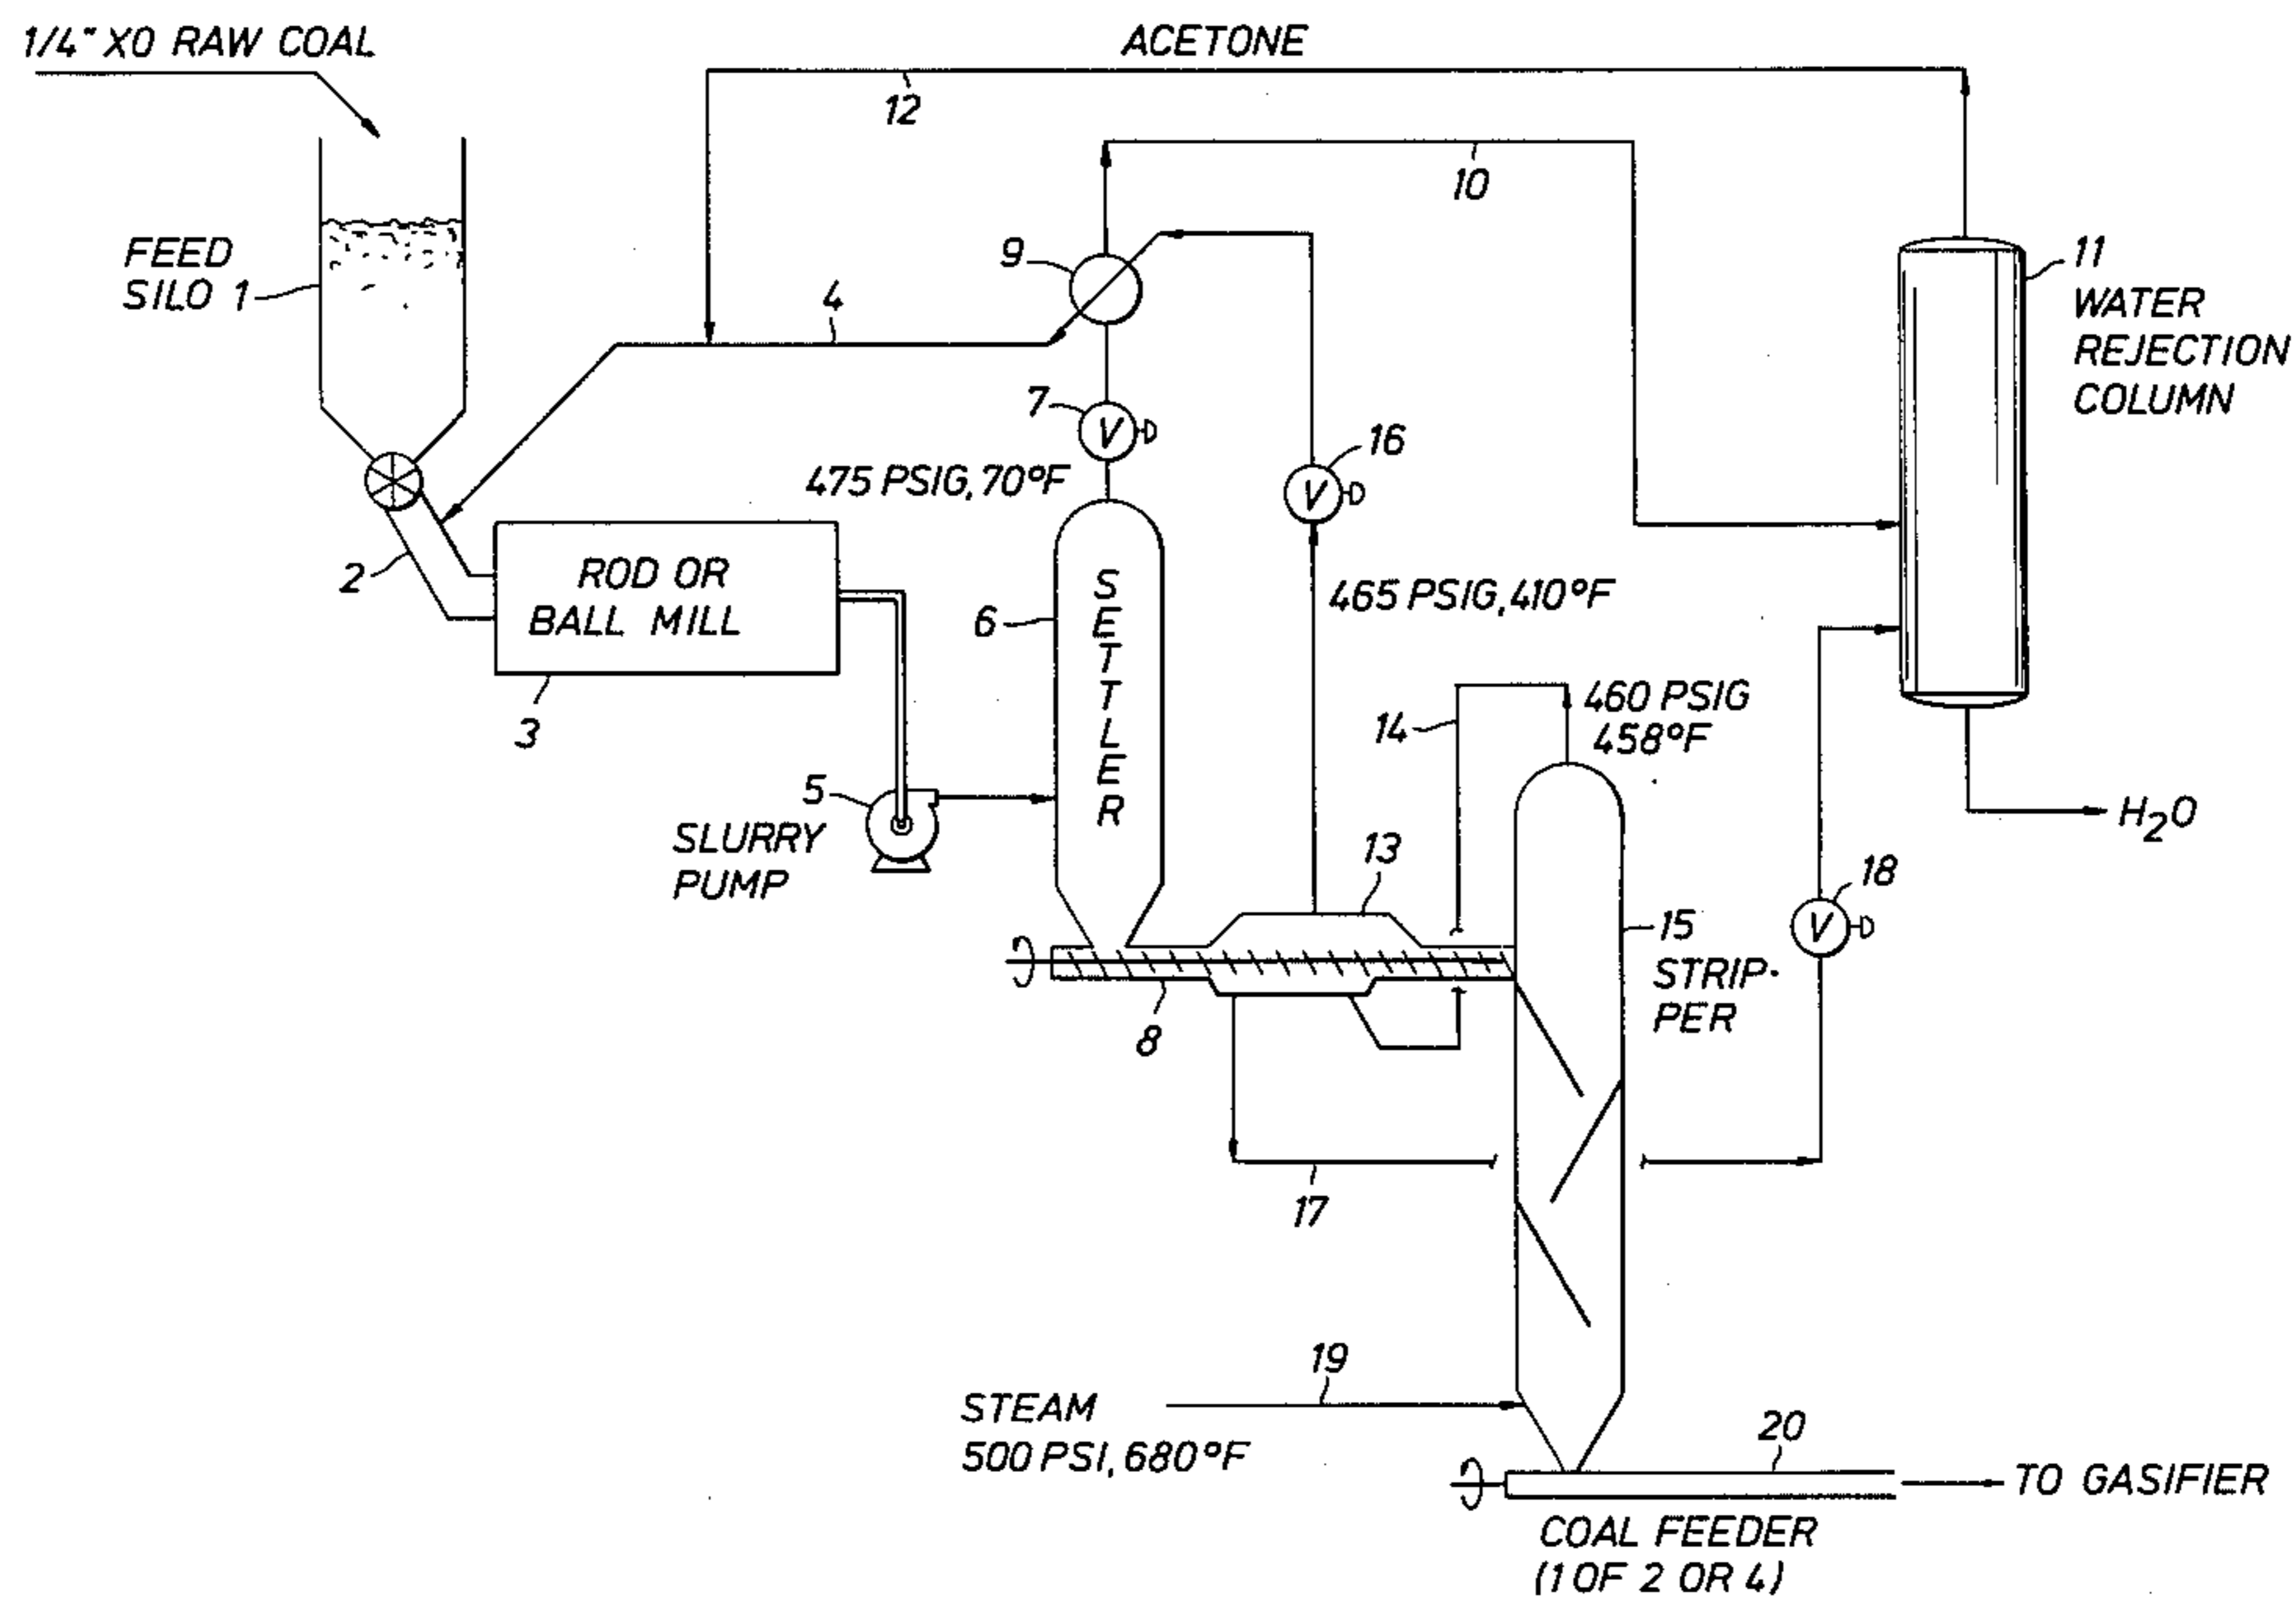 1/4" X0 RAW COAL
ACETONE
12
10
FEED
SILO 1
9
4
11
WATER
REJECTION
COLUMN
7
16
475 PSIG, 70°F
2
ROD OR
BALL MILL
3
6
SETTLER
465 PSIG, 410°F
14
460 PSIG
458°F
5
SLURRY
PUMP
H2O
13
18
15
STRIP-
PER
8
17
19
STEAM
500 PSI, 680°F
20
TO GASIFIER
COAL FEEDER
(1 OF 2 OR 4)
V
V
V